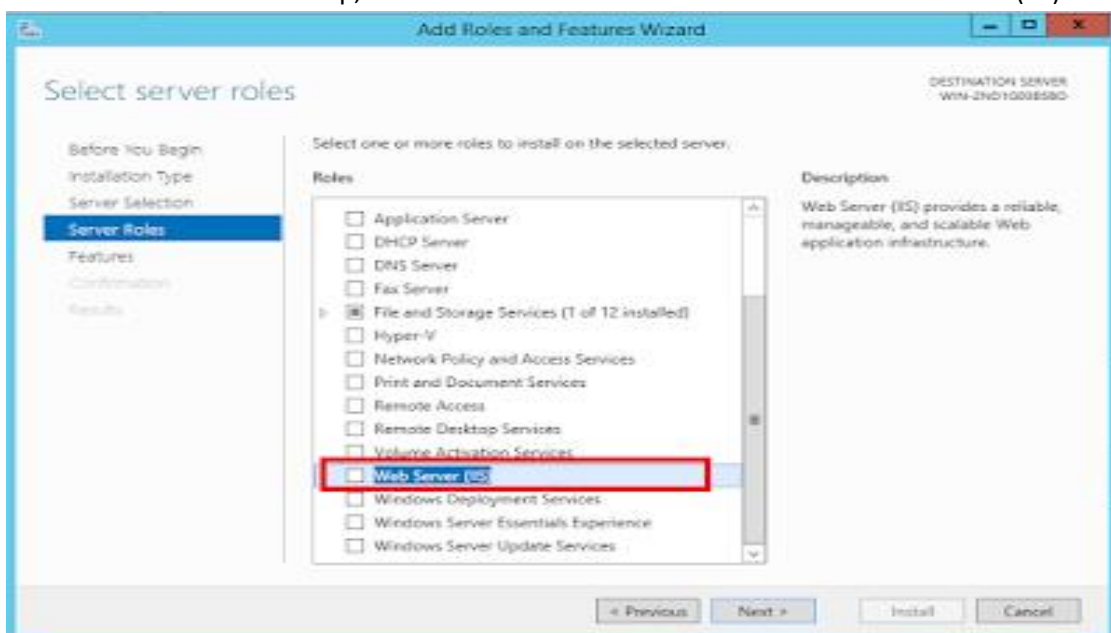 Add Roles and Features Wizard
Select server roles
DESTINATION SERVER
Before You Begin
Installation Type
Server Selection
Server Roles
Features
Confirmation
Results
Select one or more roles to install on the selected server.
Roles
Application Server
DHCP Server
DNS Server
Fax Server
File and Storage Services (1 of 12 installed)
Hyper-V
Network Policy and Access Services
Print and Document Services
Remote Access
Remote Desktop Services
Volume Activation Services
Web Server (IIS)
Windows Deployment Services
Windows Server Essentials Experience
Windows Server Update Services
Description
Web Server (IIS) provides a reliable,
manageable, and scalable Web
application infrastructure.
< Previous
Next >
Install
Cancel